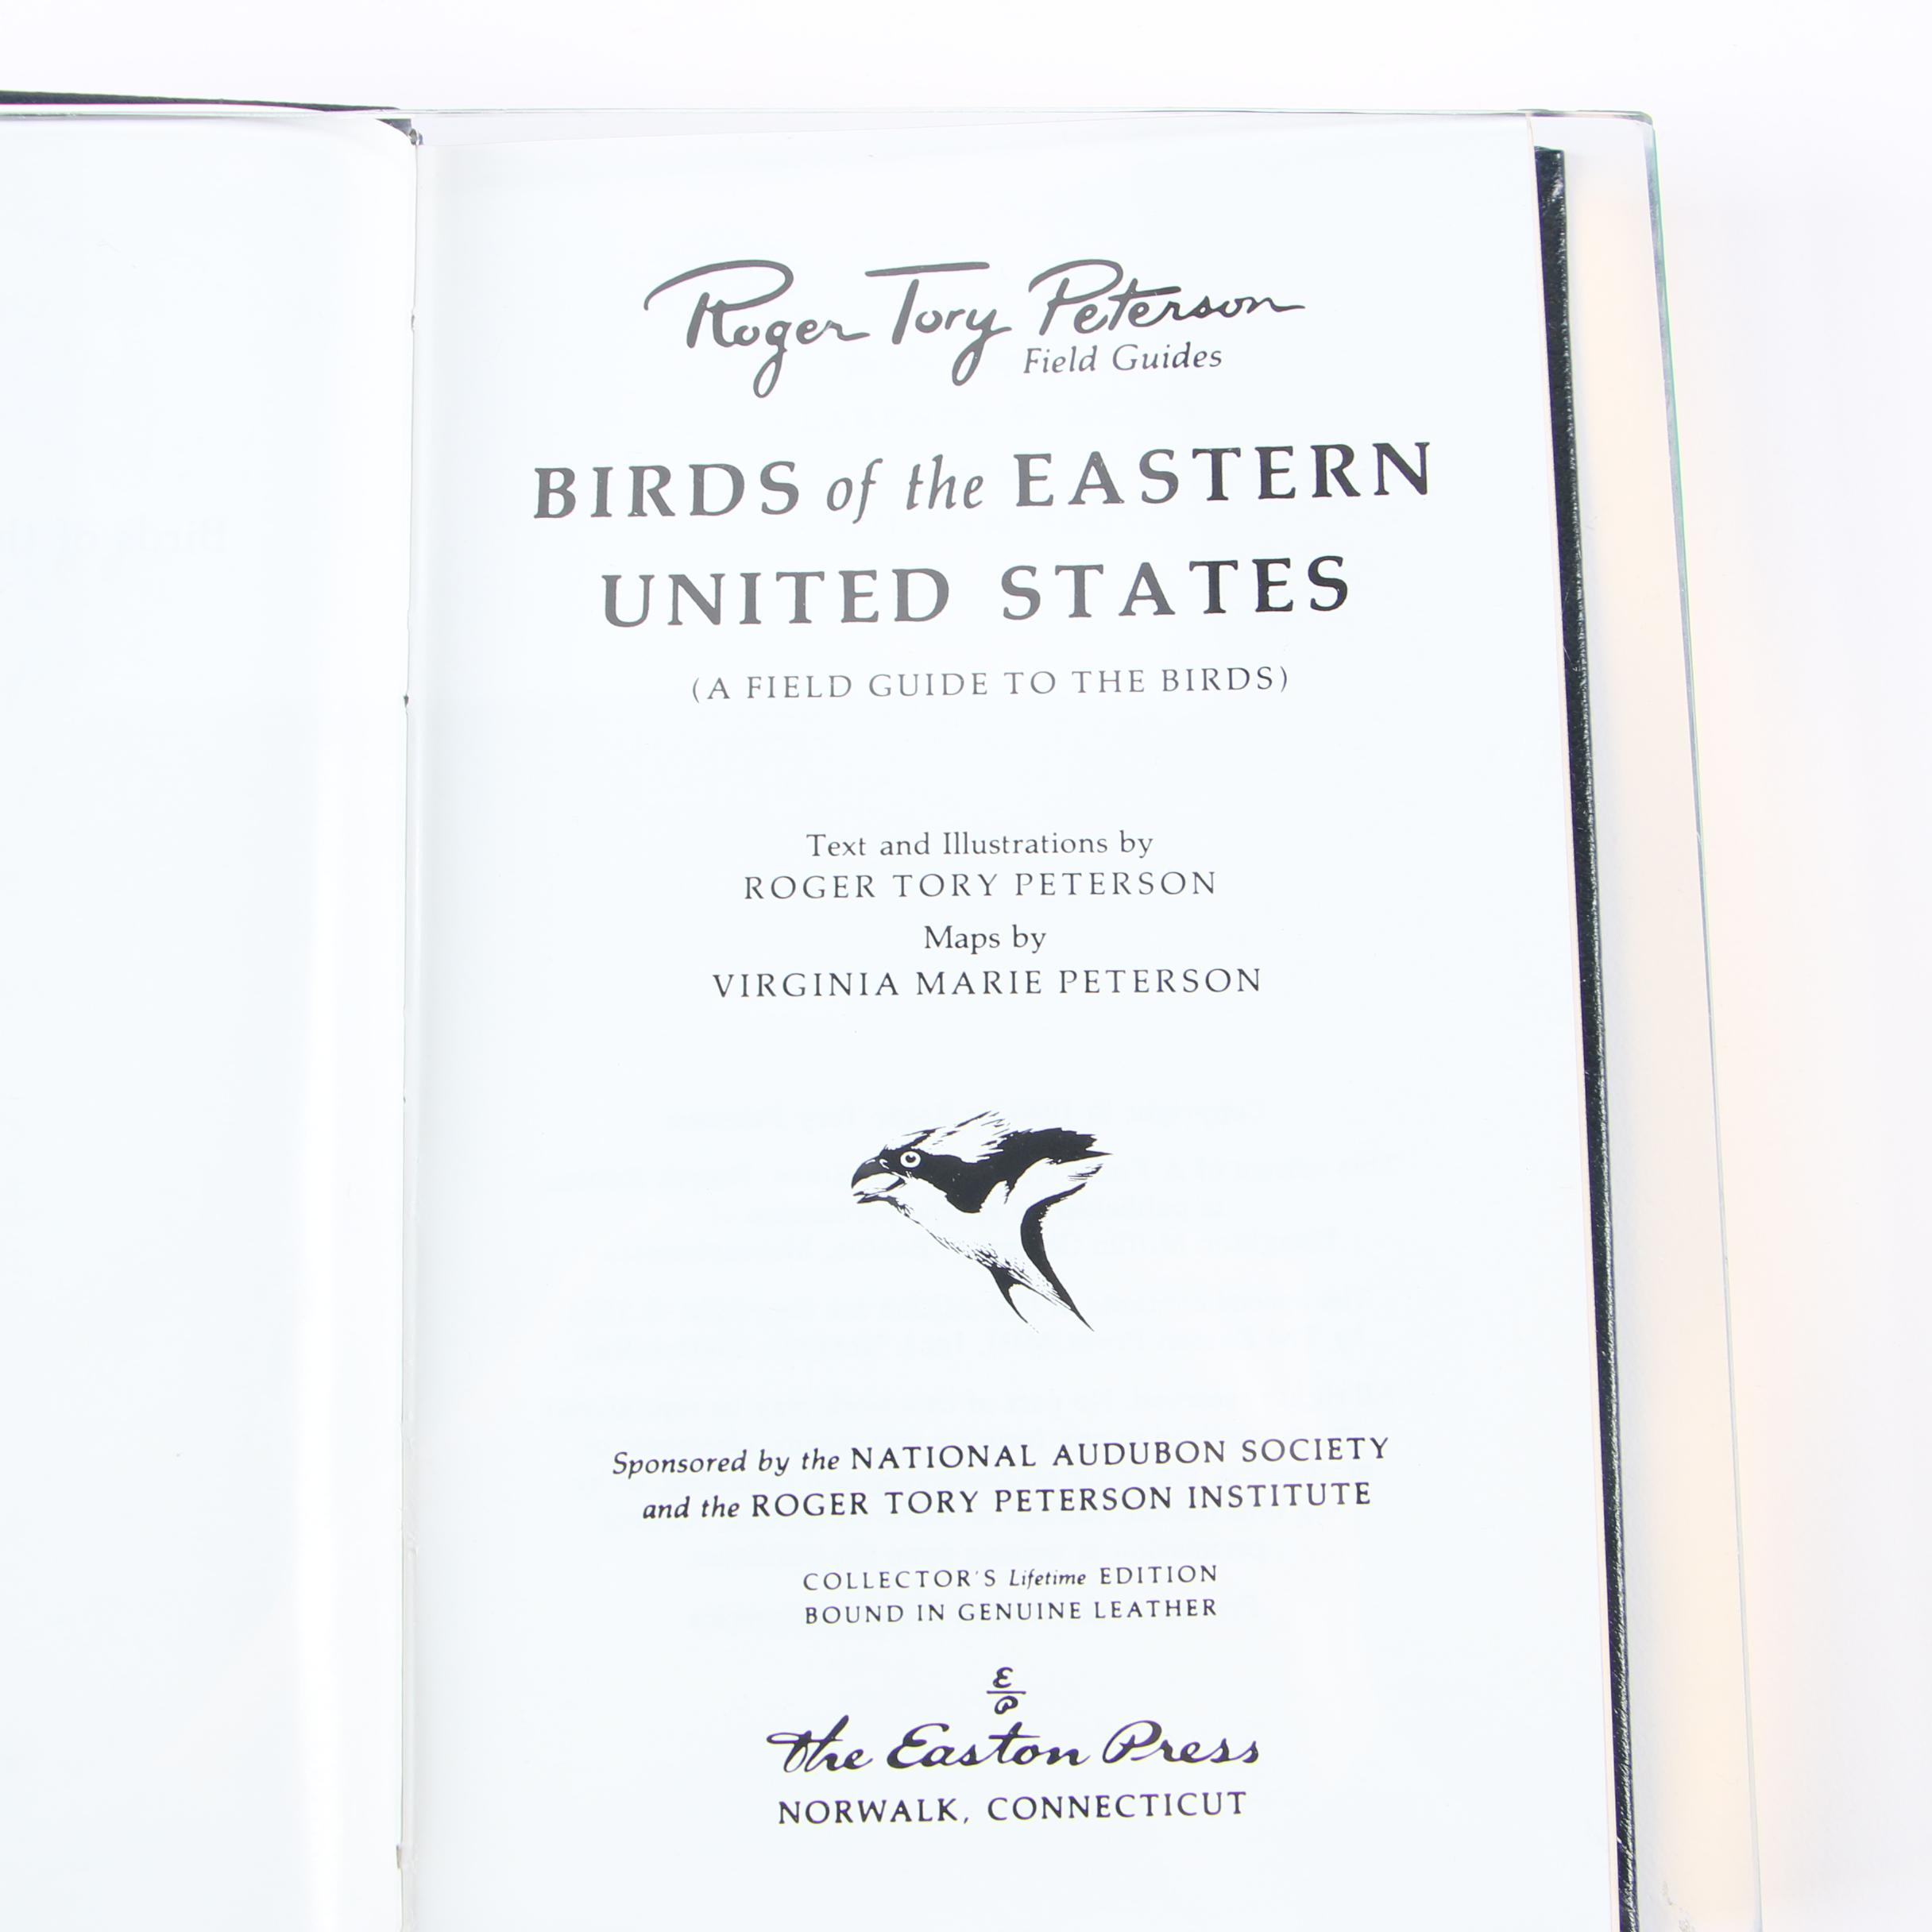 Roger Tory Peterson
Field Guides
BIRDS of the EASTERN
UNITED STATES
(A FIELD GUIDE TO THE BIRDS)
Text and Illustrations by
ROGER TORY PETERSON
Maps by
VIRGINIA MARIE PETERSON
Sponsored by the NATIONAL AUDUBON SOCIETY
and the ROGER TORY PETERSON INSTITUTE
COLLECTOR'S Lifetime EDITION
BOUND IN GENUINE LEATHER
E
P
The Easton Press
NORWALK, CONNECTICUT